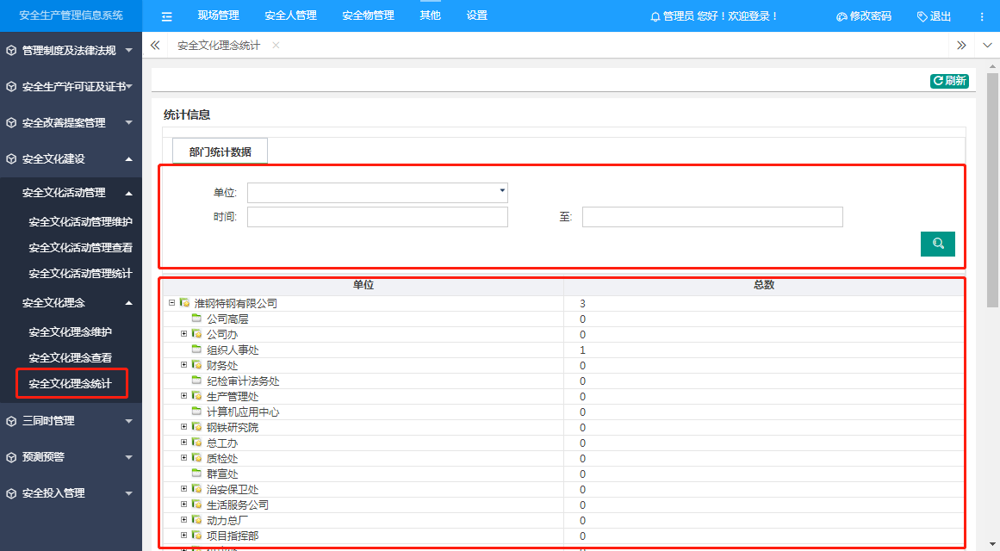 安全生产管理信息系统
现场管理 安全人管理 安全物管理 其他 设置 管理员 您好！欢迎登录！ 修改密码 退出
安全文化理念统计
管理制度及法律法规
安全生产许可证及证书
安全改善提案管理
安全文化建设
安全文化活动管理
安全文化活动管理维护
安全文化活动管理查看
安全文化活动管理统计
安全文化理念
安全文化理念维护
安全文化理念查看
安全文化理念统计
三同时管理
预测预警
安全投入管理
刷新
统计信息
部门统计数据
单位:
时间: 至:
单位 总数
淮钢特钢有限公司 3
公司高层 0
公司办 0
组织人事处 1
财务处 0
纪检审计法务处 0
生产管理处 0
计算机应用中心 0
钢铁研究院 0
总工办 0
质检处 0
群宣处 0
治安保卫处 0
生活服务公司 0
动力总厂 0
项目指挥部 0